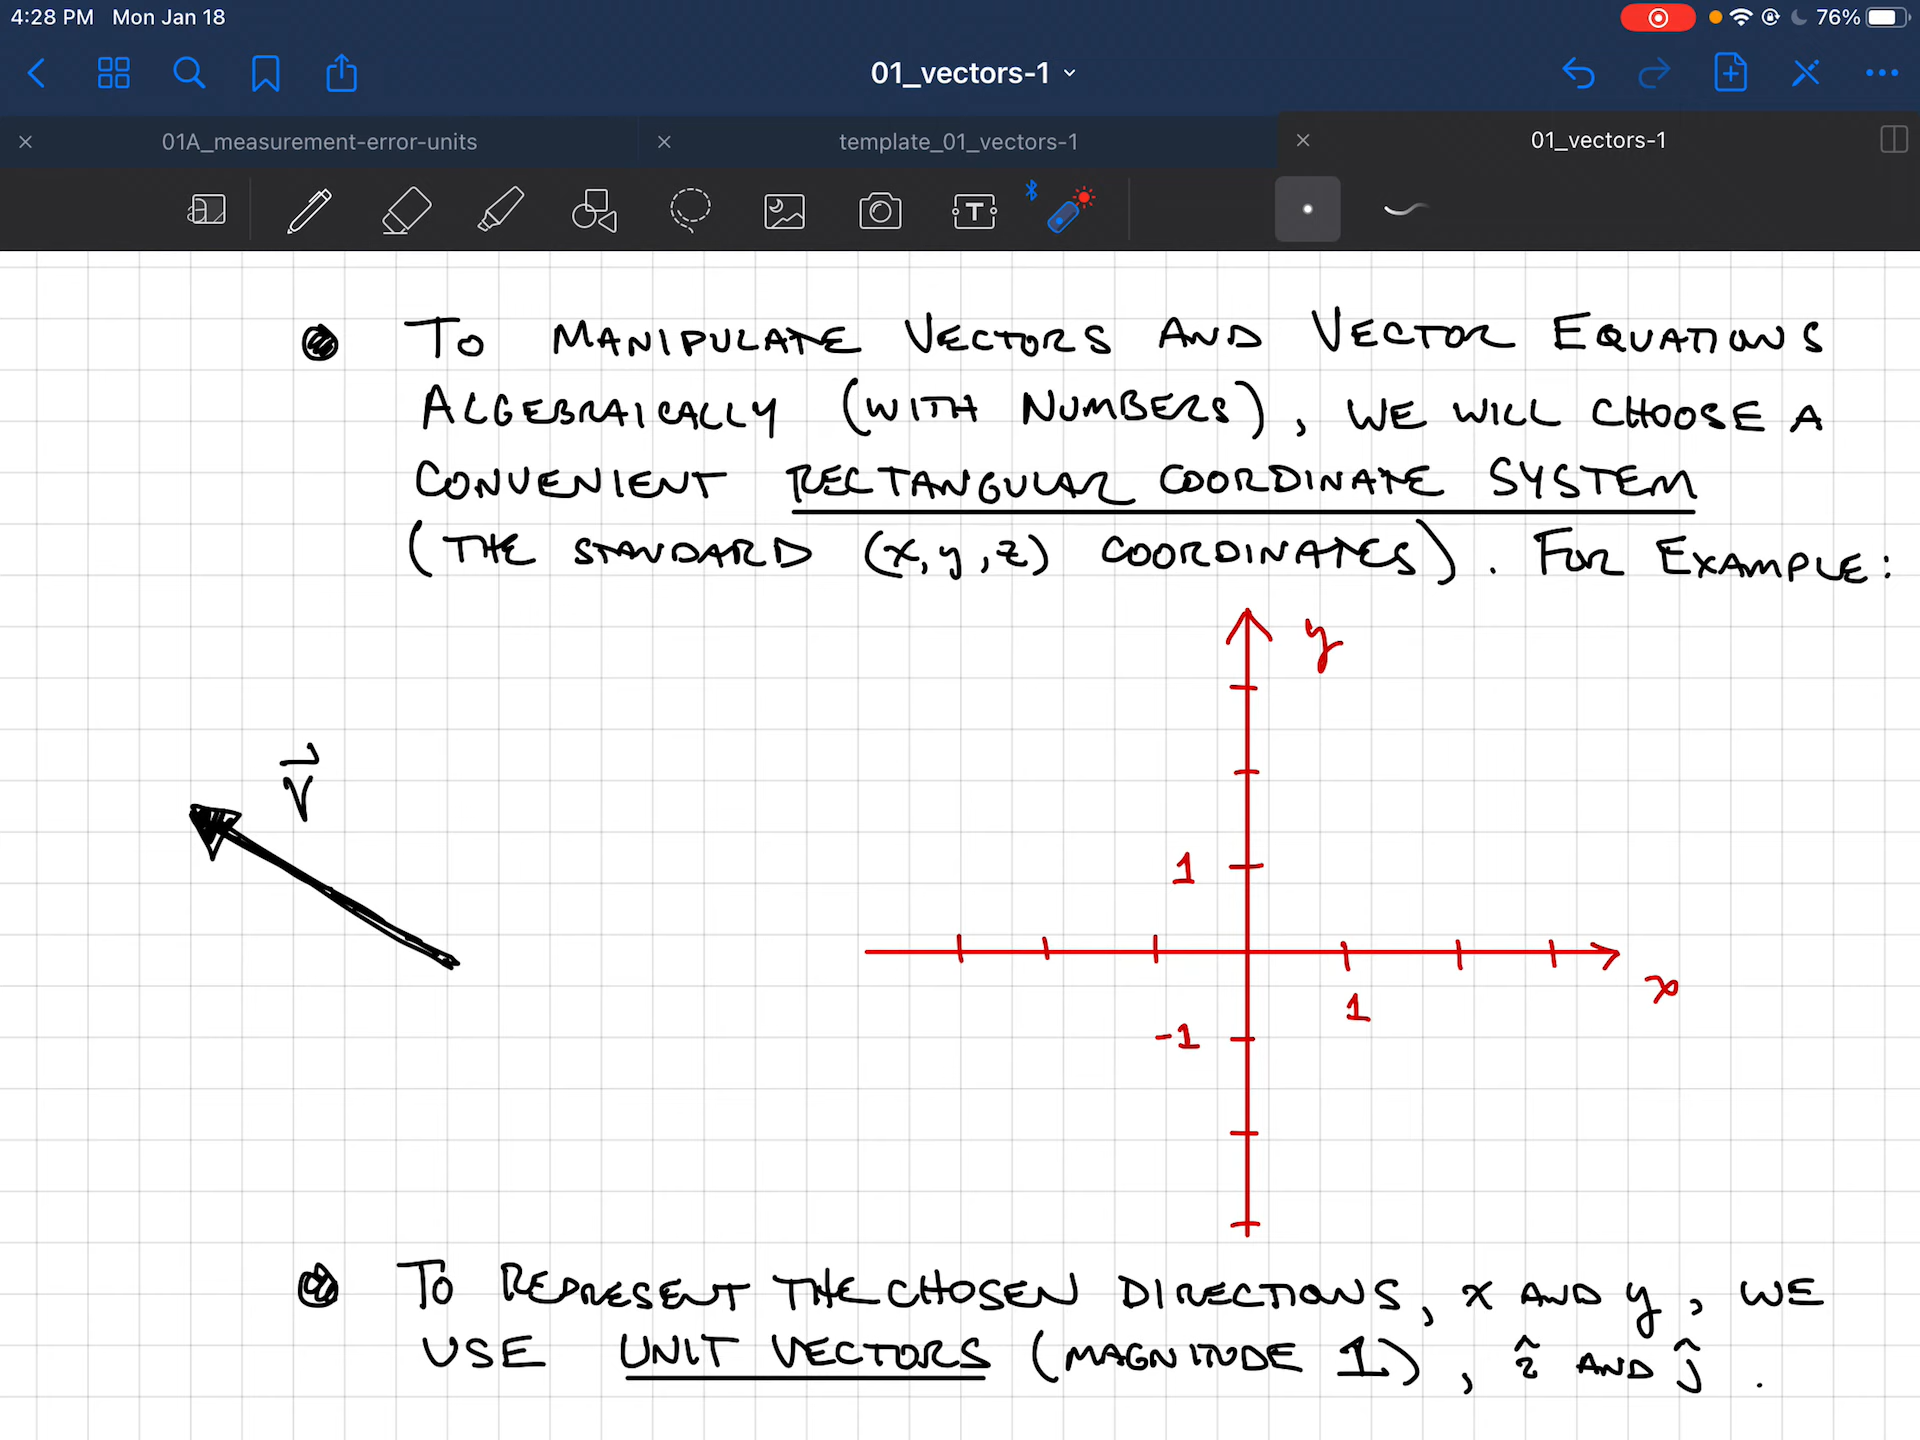 4:28 PM Mon Jan 18 76%
01_vectors-1
01A_measurement-error-units template_01_vectors-1 01_vectors-1
T
TO MANIPULATE VECTORS AND VECTOR EQUATIONS
ALGEBRAICALLY (WITH NUMBERS), WE WILL CHOOSE A
CONVENIENT RECTANGULAR COORDINATE SYSTEM
(THE STANDARD (x,y,z) COORDINATES). FOR EXAMPLE:
y
V⃗
1
x
1
-1
TO REPRESENT THE CHOSEN DIRECTIONS, x AND y, WE
USE UNIT VECTORS (MAGNITUDE 1), î AND ĵ.